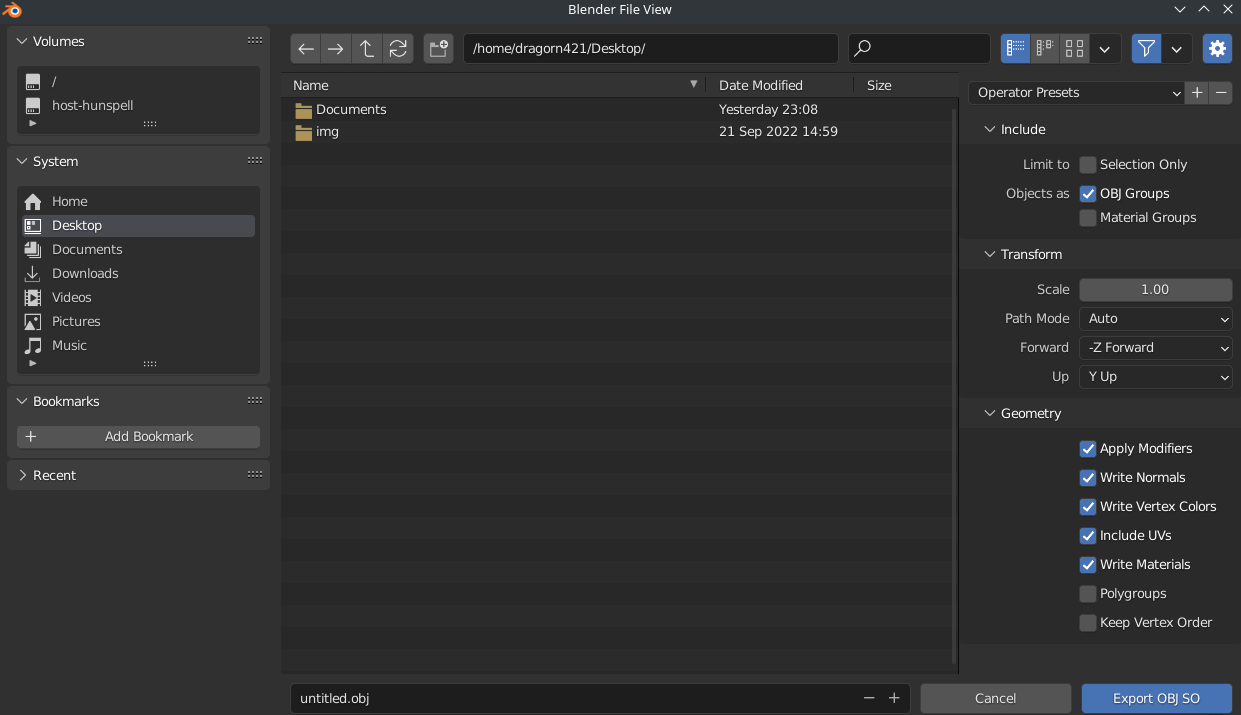 Blender File View
Volumes
/
host-hunspell
System
Home
Desktop
Documents
Downloads
Videos
Pictures
Music
Bookmarks
Add Bookmark
Recent
/home/dragorn421/Desktop/
Name Date Modified Size
Documents Yesterday 23:08
img 21 Sep 2022 14:59
Operator Presets
Include
Limit to Selection Only
Objects as OBJ Groups
Material Groups
Transform
Scale 1.00
Path Mode Auto
Forward -Z Forward
Up Y Up
Geometry
Apply Modifiers
Write Normals
Write Vertex Colors
Include UVs
Write Materials
Polygroups
Keep Vertex Order
untitled.obj
Cancel
Export OBJ SO